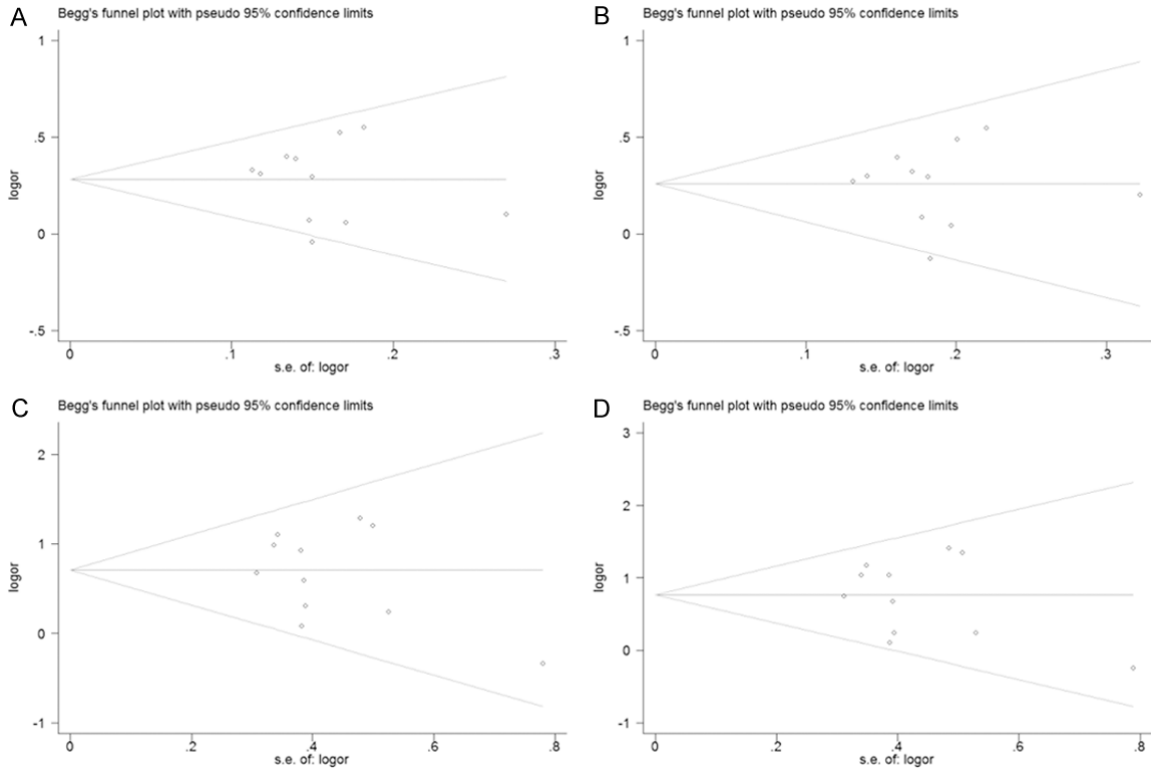 A
Begg's funnel plot with pseudo 95% confidence limits
1
.5
0
-.5
logor
0 .1 .2 .3
s.e. of: logor
B
Begg's funnel plot with pseudo 95% confidence limits
1
.5
0
-.5
logor
0 .1 .2 .3
s.e. of: logor
C
Begg's funnel plot with pseudo 95% confidence limits
2
1
0
-1
logor
0 .2 .4 .6 .8
s.e. of: logor
D
Begg's funnel plot with pseudo 95% confidence limits
3
2
1
0
-1
logor
0 .2 .4 .6 .8
s.e. of: logor